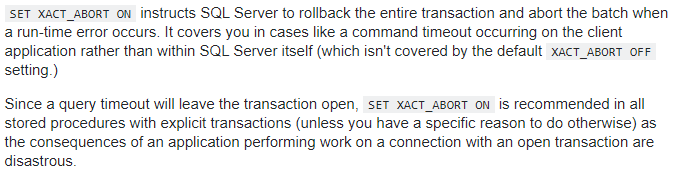 SET XACT_ABORT ON instructs SQL Server to rollback the entire transaction and abort the batch when
a run-time error occurs. It covers you in cases like a command timeout occurring on the client
application rather than within SQL Server itself (which isn't covered by the default XACT_ABORT OFF
setting.)
Since a query timeout will leave the transaction open, SET XACT_ABORT ON is recommended in all
stored procedures with explicit transactions (unless you have a specific reason to do otherwise) as
the consequences of an application performing work on a connection with an open transaction are
disastrous.